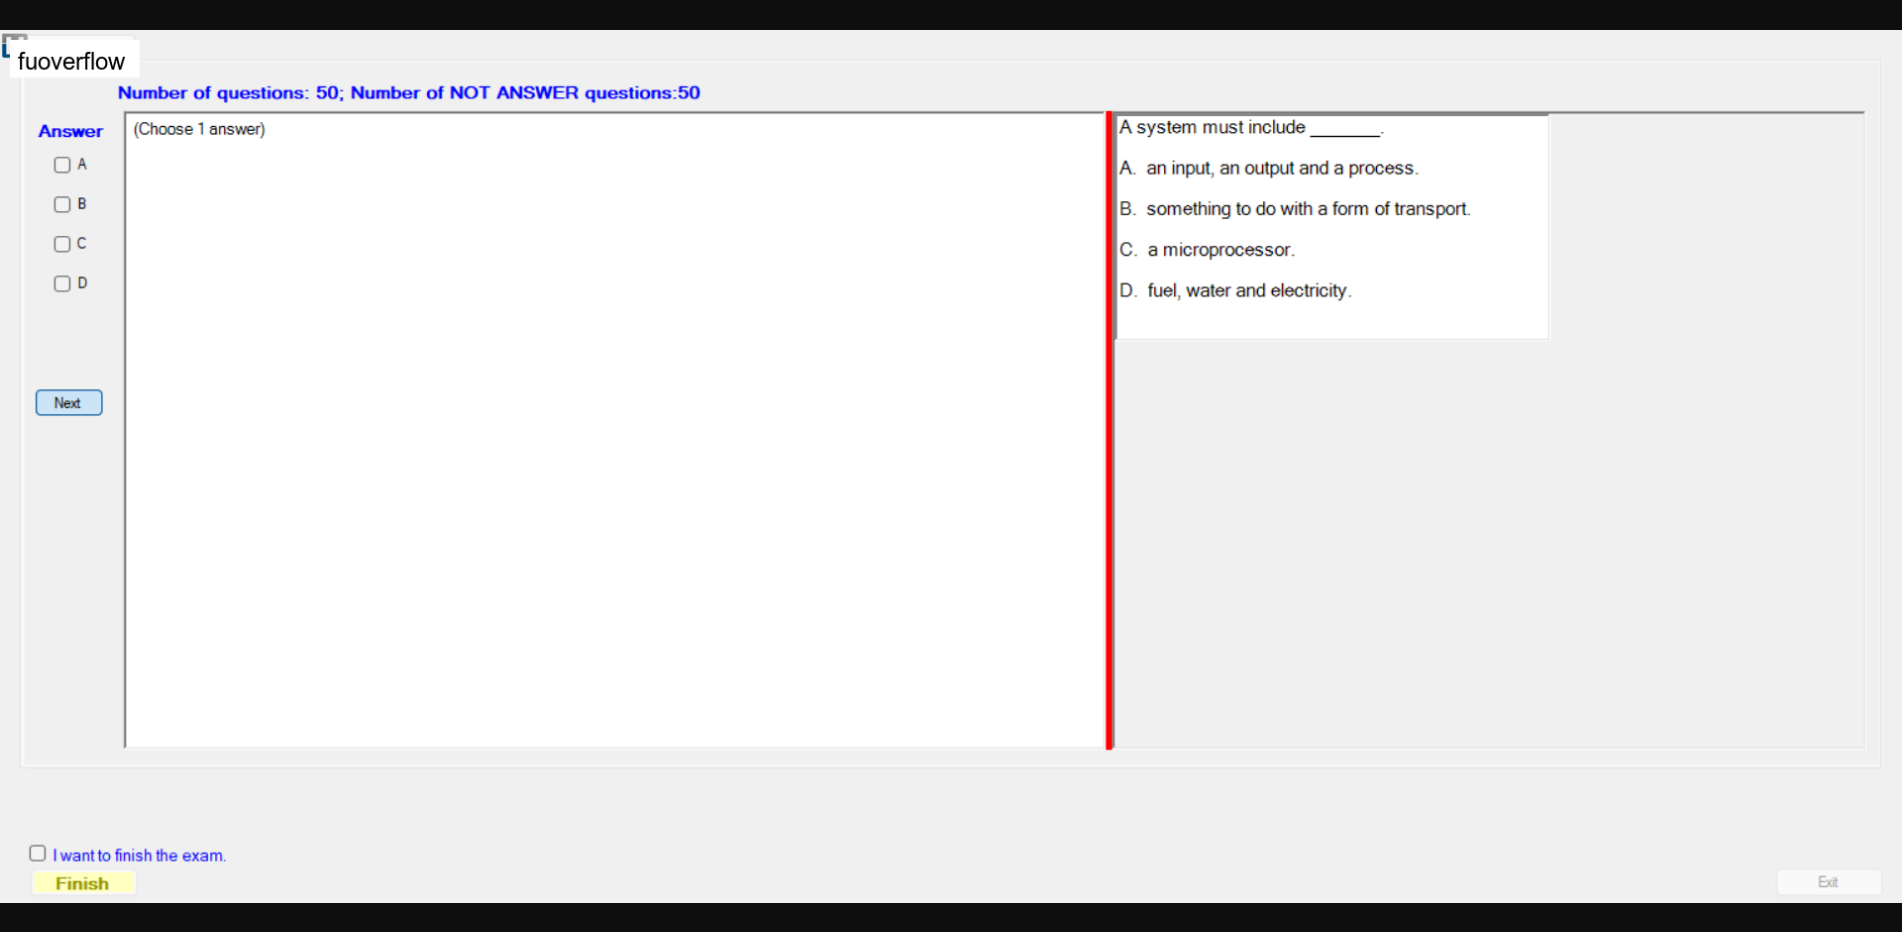 fuoverflow
Number of questions: 50; Number of NOT ANSWER questions:50
Answer
A
B
C
D
Next
(Choose 1 answer)
A system must include _______.
A. an input, an output and a process.
B. something to do with a form of transport.
C. a microprocessor.
D. fuel, water and electricity.
I want to finish the exam.
Finish
Exit